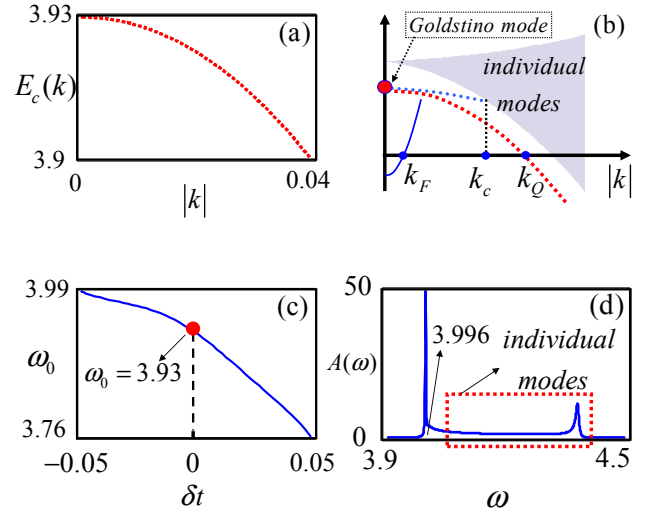 3.93
(a)
E_c(k)
3.9
0
|k|
0.04
Goldstino mode
(b)
individual
modes
k_F
k_c
k_Q
|k|
3.99
(c)
ω_0
ω_0 = 3.93
3.76
−0.05
0
0.05
δt
50
(d)
3.996
individual
A(ω)
modes
0
3.9
4.5
ω